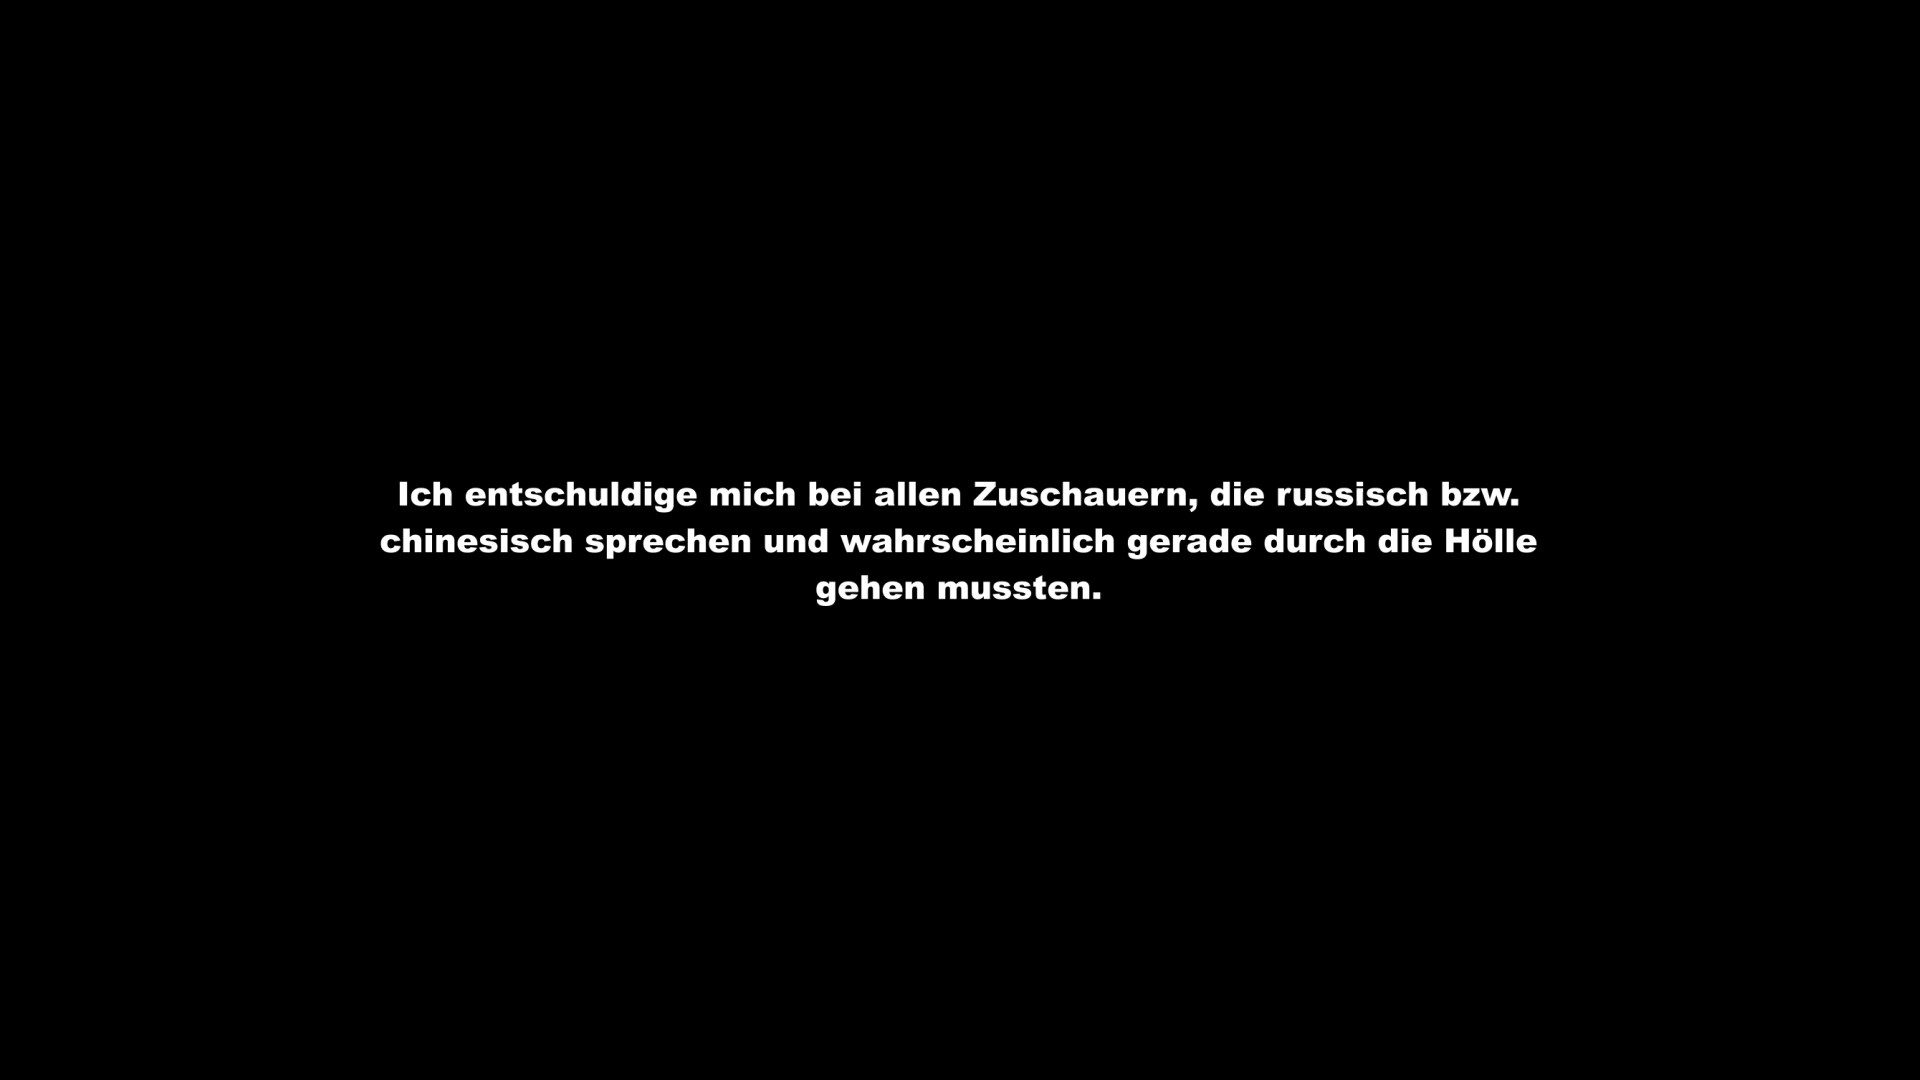 Ich entschuldige mich bei allen Zuschauern, die russisch bzw.
chinesisch sprechen und wahrscheinlich gerade durch die Hölle
gehen mussten.